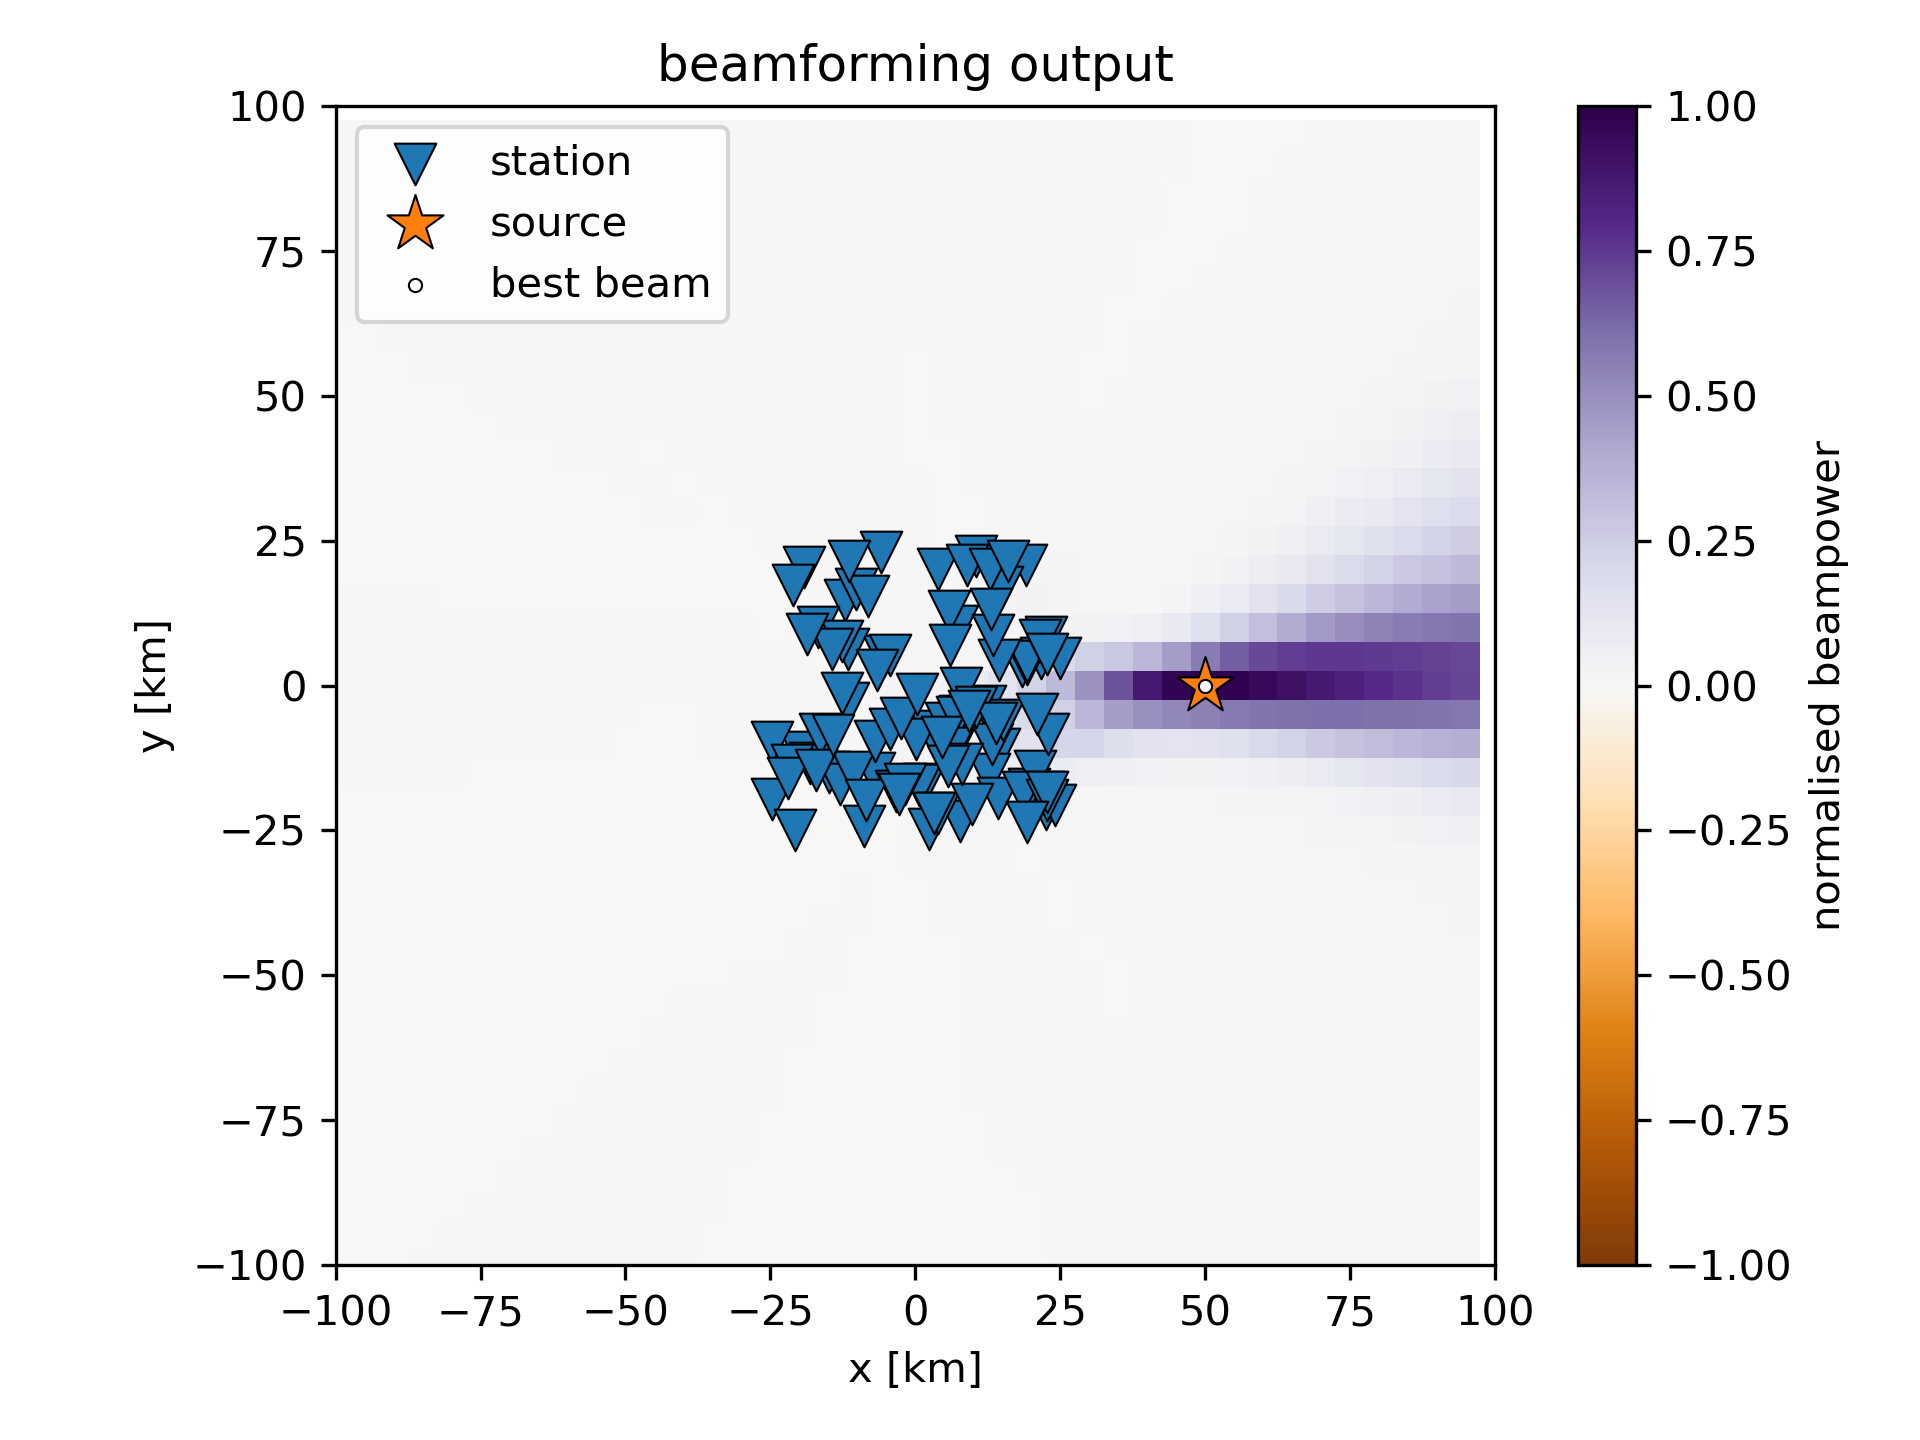 beamforming output
station
source
best beam
100
75
50
25
0
−25
−50
−75
−100
y [km]
−100 −75 −50 −25 0 25 50 75 100
x [km]
1.00
0.75
0.50
0.25
0.00
−0.25
−0.50
−0.75
−1.00
normalised beampower